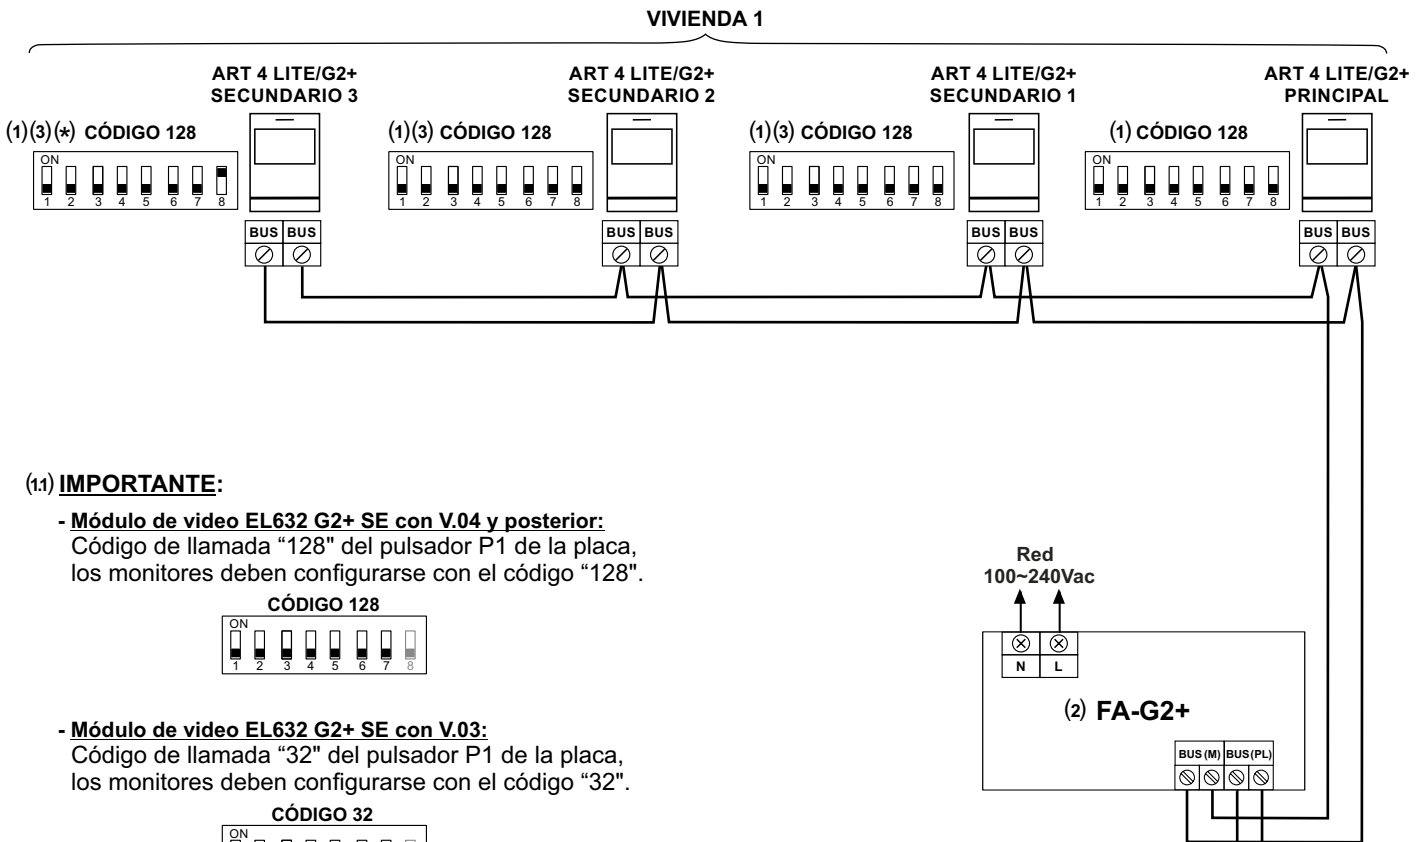 VIVIENDA 1
ART 4 LITE/G2+
SECUNDARIO 3
ART 4 LITE/G2+
SECUNDARIO 2
ART 4 LITE/G2+
SECUNDARIO 1
ART 4 LITE/G2+
PRINCIPAL
(1)(3)(*) CÓDIGO 128
(1)(3) CÓDIGO 128
(1)(3) CÓDIGO 128
(1) CÓDIGO 128
ON
1 2 3 4 5 6 7 8
ON
1 2 3 4 5 6 7 8
ON
1 2 3 4 5 6 7 8
ON
1 2 3 4 5 6 7 8
BUS BUS
BUS BUS
BUS BUS
BUS BUS
(1.1) IMPORTANTE:
- Módulo de video EL632 G2+ SE con V.04 y posterior:
Código de llamada “128" del pulsador P1 de la placa,
los monitores deben configurarse con el código “128".
CÓDIGO 128
ON
1 2 3 4 5 6 7 8
- Módulo de video EL632 G2+ SE con V.03:
Código de llamada “32" del pulsador P1 de la placa,
los monitores deben configurarse con el código “32".
CÓDIGO 32
ON
Red
100~240Vac
N L
(2) FA-G2+
BUS (M) BUS (PL)